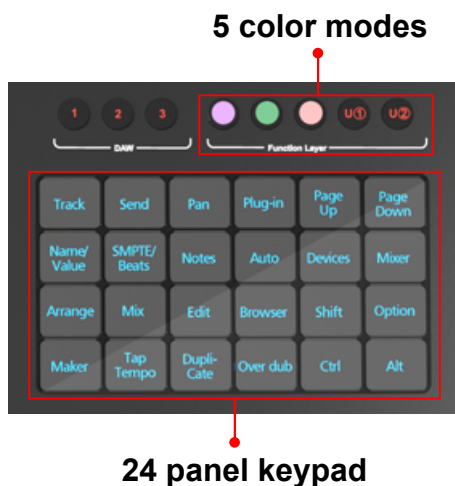 5 color modes
1 2 3 U① U②
DAW Function Layer
Track Send Pan Plug-in Page Up Page Down
Name/ Value SMPTE/ Beats Notes Auto Devices Mixer
Arrange Mix Edit Browser Shift Option
Maker Tap Tempo Dupli- Cate Over dub Ctrl Alt
24 panel keypad